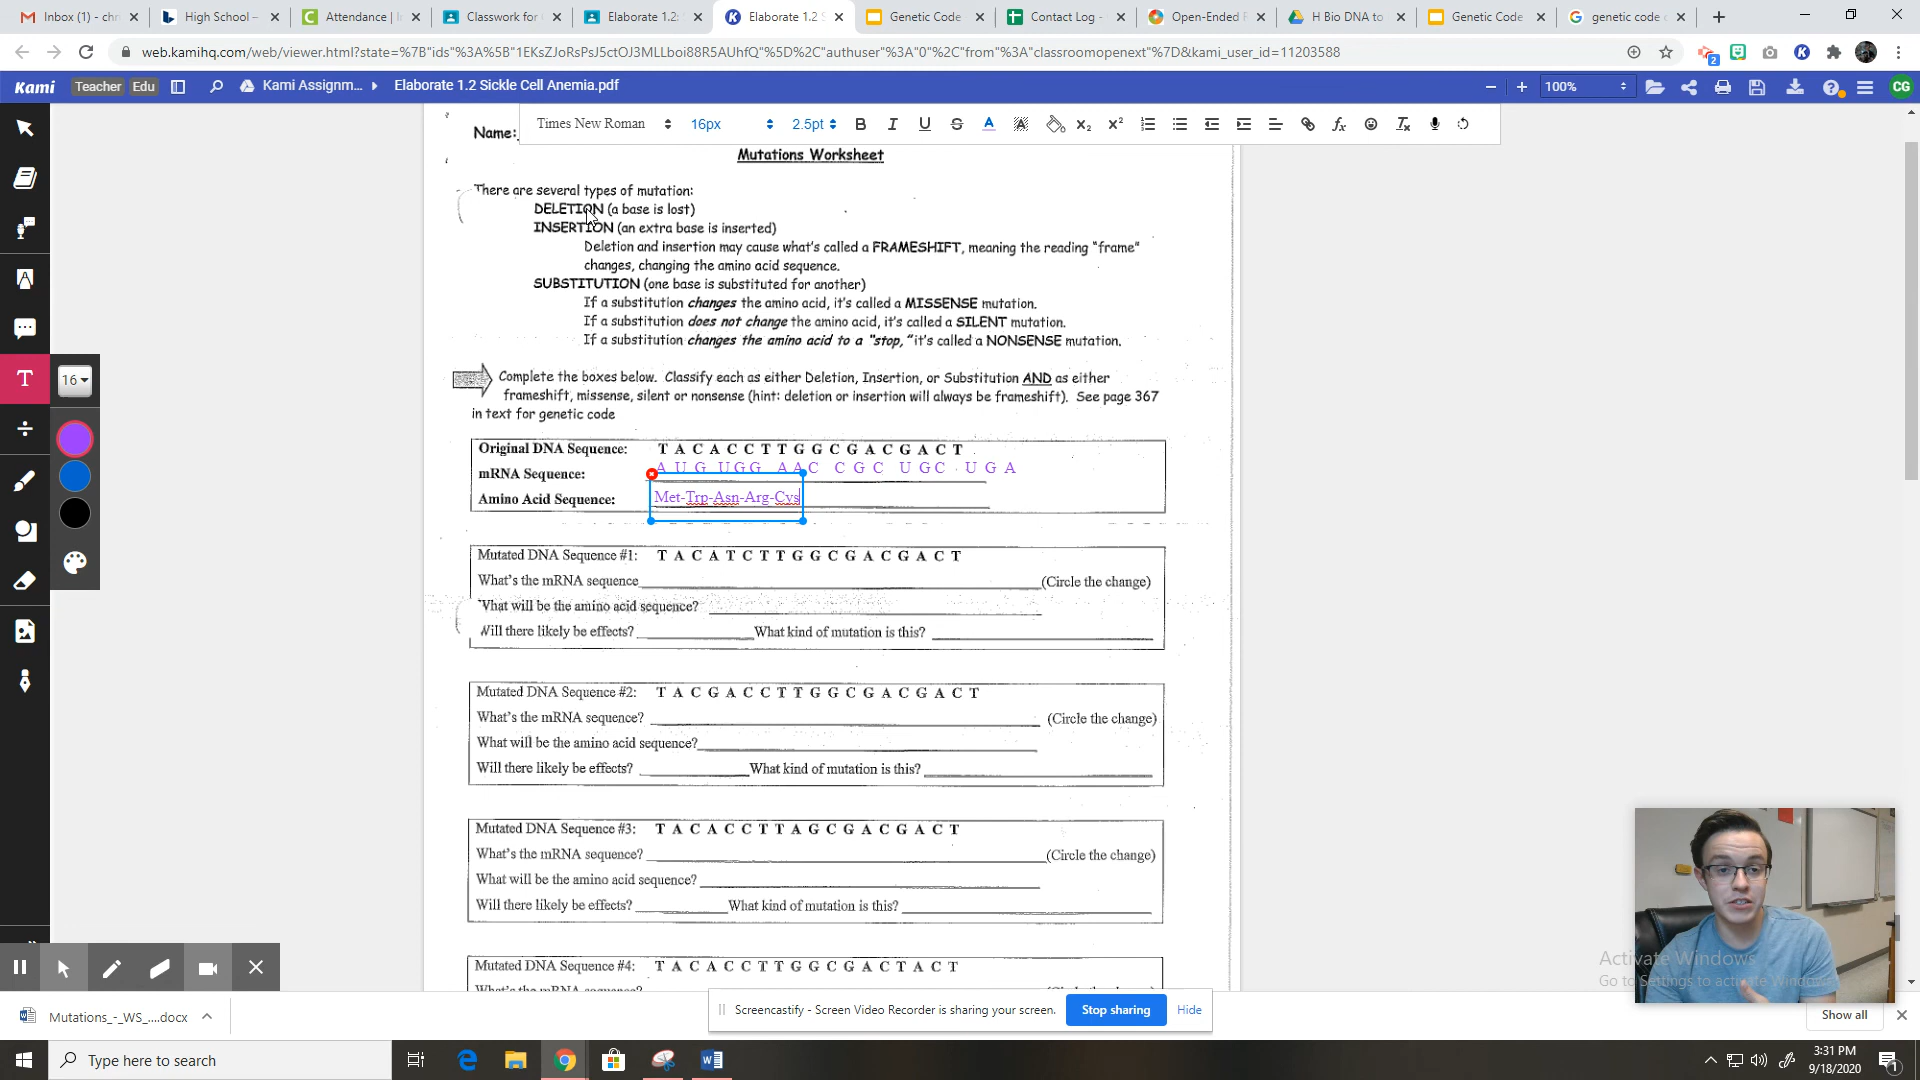 Inbox (1) - chr
High School -
Attendance | I
Classwork for
Elaborate 1.2:
Elaborate 1.2 S
Genetic Code
Contact Log -
Open-Ended R
H Bio DNA to
Genetic Code
genetic code c
web.kamihq.com/web/viewer.html?state=%7B"ids"%3A%5B"1EKsZJoRsPsJ5ctOJ3MLLboi88R5AUhfQ"%5D%2C"authuser"%3A"0"%2C"from"%3A"classroomopenext"%7D&kami_user_id=11203588
2
Kami
Teacher
Edu
Kami Assignm...
Elaborate 1.2 Sickle Cell Anemia.pdf
100%
CG
Times New Roman
16px
2.5pt
Name:
Mutations Worksheet
There are several types of mutation:
DELETION (a base is lost)
INSERTION (an extra base is inserted)
Deletion and insertion may cause what's called a FRAMESHIFT, meaning the reading "frame"
changes, changing the amino acid sequence.
SUBSTITUTION (one base is substituted for another)
If a substitution changes the amino acid, it's called a MISSENSE mutation.
If a substitution does not change the amino acid, it's called a SILENT mutation.
If a substitution changes the amino acid to a "stop," it's called a NONSENSE mutation.
16
Complete the boxes below. Classify each as either Deletion, Insertion, or Substitution AND as either
frameshift, missense, silent or nonsense (hint: deletion or insertion will always be frameshift). See page 367
in text for genetic code
Original DNA Sequence: T A C A C C T T G G C G A C G A C T
A U G U G G A A C C G C U G C U G A
mRNA Sequence:
Amino Acid Sequence: Met-Trp-Asn-Arg-Cys
Mutated DNA Sequence #1: T A C A T C T T G G C G A C G A C T
What's the mRNA sequence (Circle the change)
What will be the amino acid sequence?
Will there likely be effects? What kind of mutation is this?
Mutated DNA Sequence #2: T A C G A C C T T G G C G A C G A C T
What's the mRNA sequence? (Circle the change)
What will be the amino acid sequence?
Will there likely be effects? What kind of mutation is this?
Mutated DNA Sequence #3: T A C A C C T T A G C G A C G A C T
What's the mRNA sequence? (Circle the change)
What will be the amino acid sequence?
Will there likely be effects? What kind of mutation is this?
Mutated DNA Sequence #4: T A C A C C T T G G C G A C T A C T
What's the mRNA sequence?
Activate Windows
Go to Settings to activate Windows.
Mutations_-_WS_....docx
Screencastify - Screen Video Recorder is sharing your screen.
Stop sharing
Hide
Show all
Type here to search
3:31 PM
9/18/2020
1